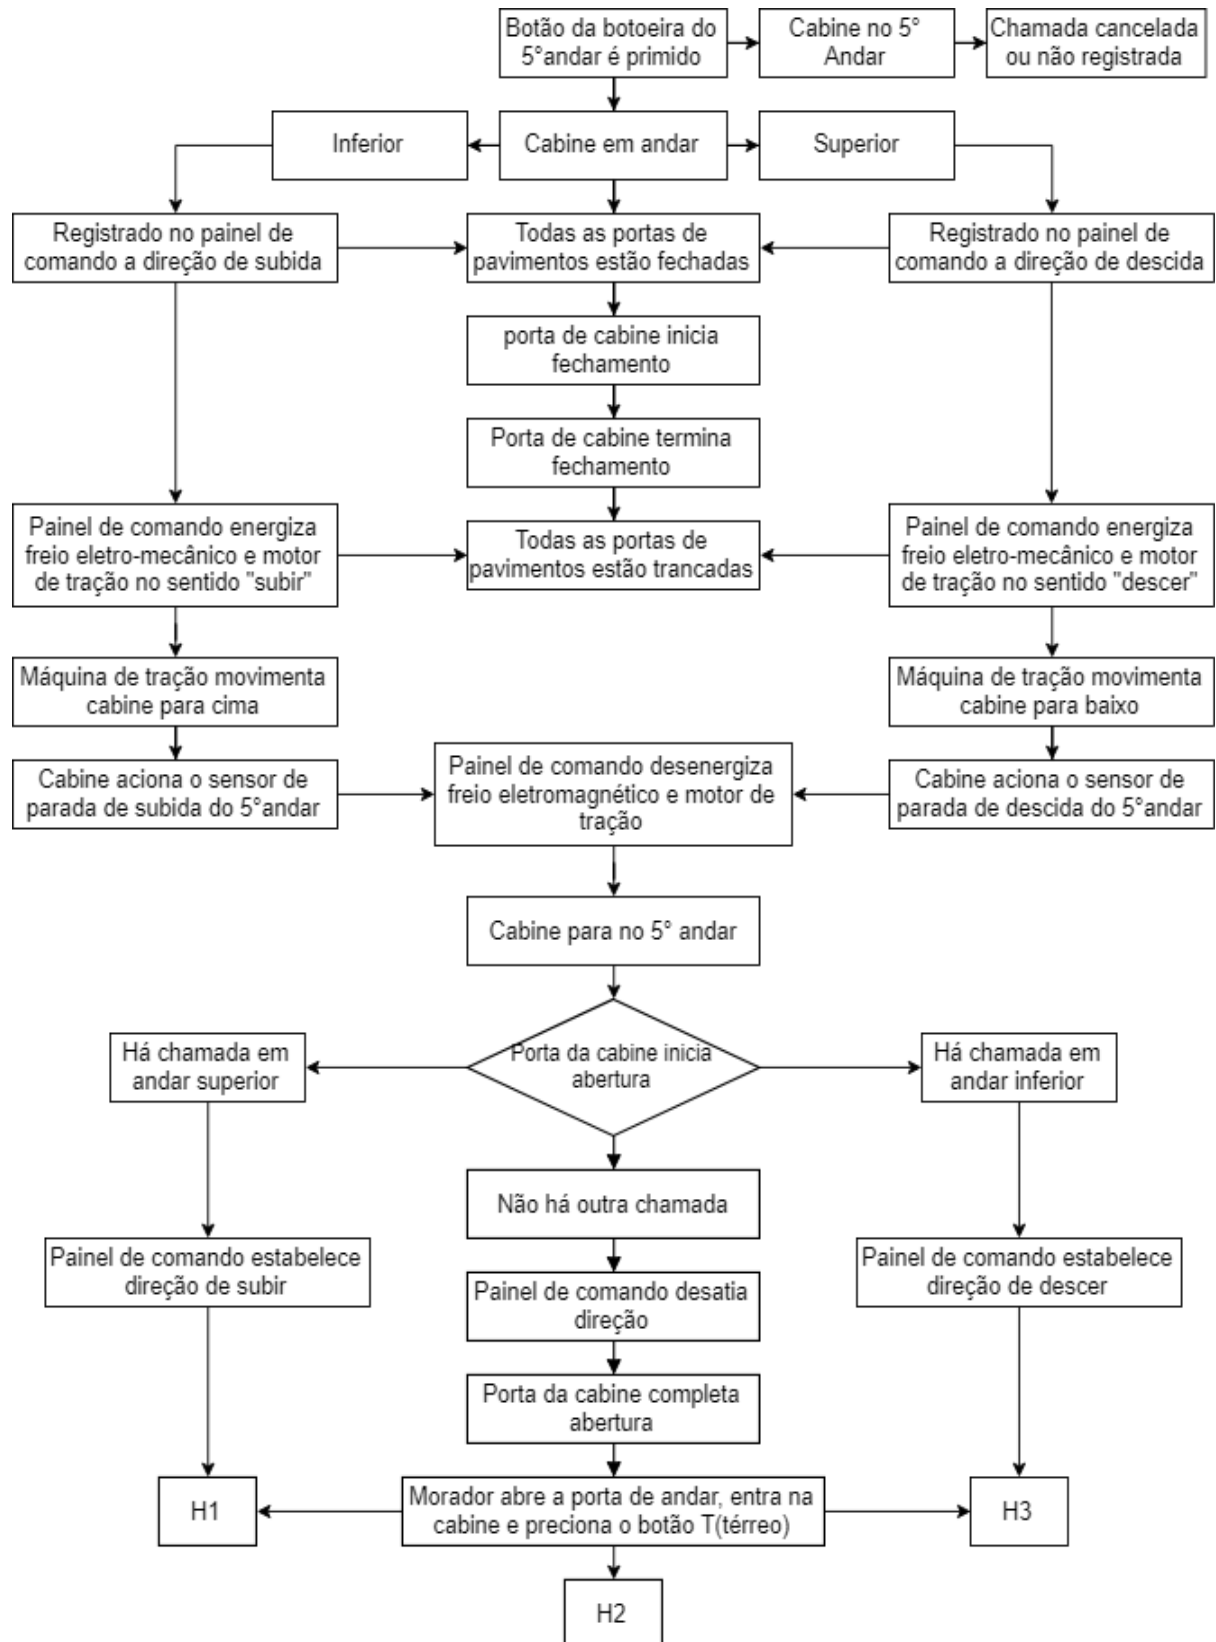 Botão da botoeira do
5°andar é primido
Cabine no 5°
Andar
Chamada cancelada
ou não registrada
Inferior
Cabine em andar
Superior
Registrado no painel de
comando a direção de subida
Todas as portas de
pavimentos estão fechadas
Registrado no painel de
comando a direção de descida
porta de cabine inicia
fechamento
Porta de cabine termina
fechamento
Painel de comando energiza
freio eletro-mecânico e motor
de tração no sentido "subir"
Todas as portas de
pavimentos estão trancadas
Painel de comando energiza
freio eletro-mecânico e motor
de tração no sentido "descer"
Máquina de tração movimenta
cabine para cima
Máquina de tração movimenta
cabine para baixo
Cabine aciona o sensor de
parada de subida do 5°andar
Painel de comando desenergiza
freio eletromagnético e motor de
tração
Cabine aciona o sensor de
parada de descida do 5°andar
Cabine para no 5° andar
Há chamada em
andar superior
Porta da cabine inicia
abertura
Há chamada em
andar inferior
Não há outra chamada
Painel de comando estabelece
direção de subir
Painel de comando desatia
direção
Painel de comando estabelece
direção de descer
Porta da cabine completa
abertura
H1
Morador abre a porta de andar, entra na
cabine e preciona o botão T(térreo)
H3
H2